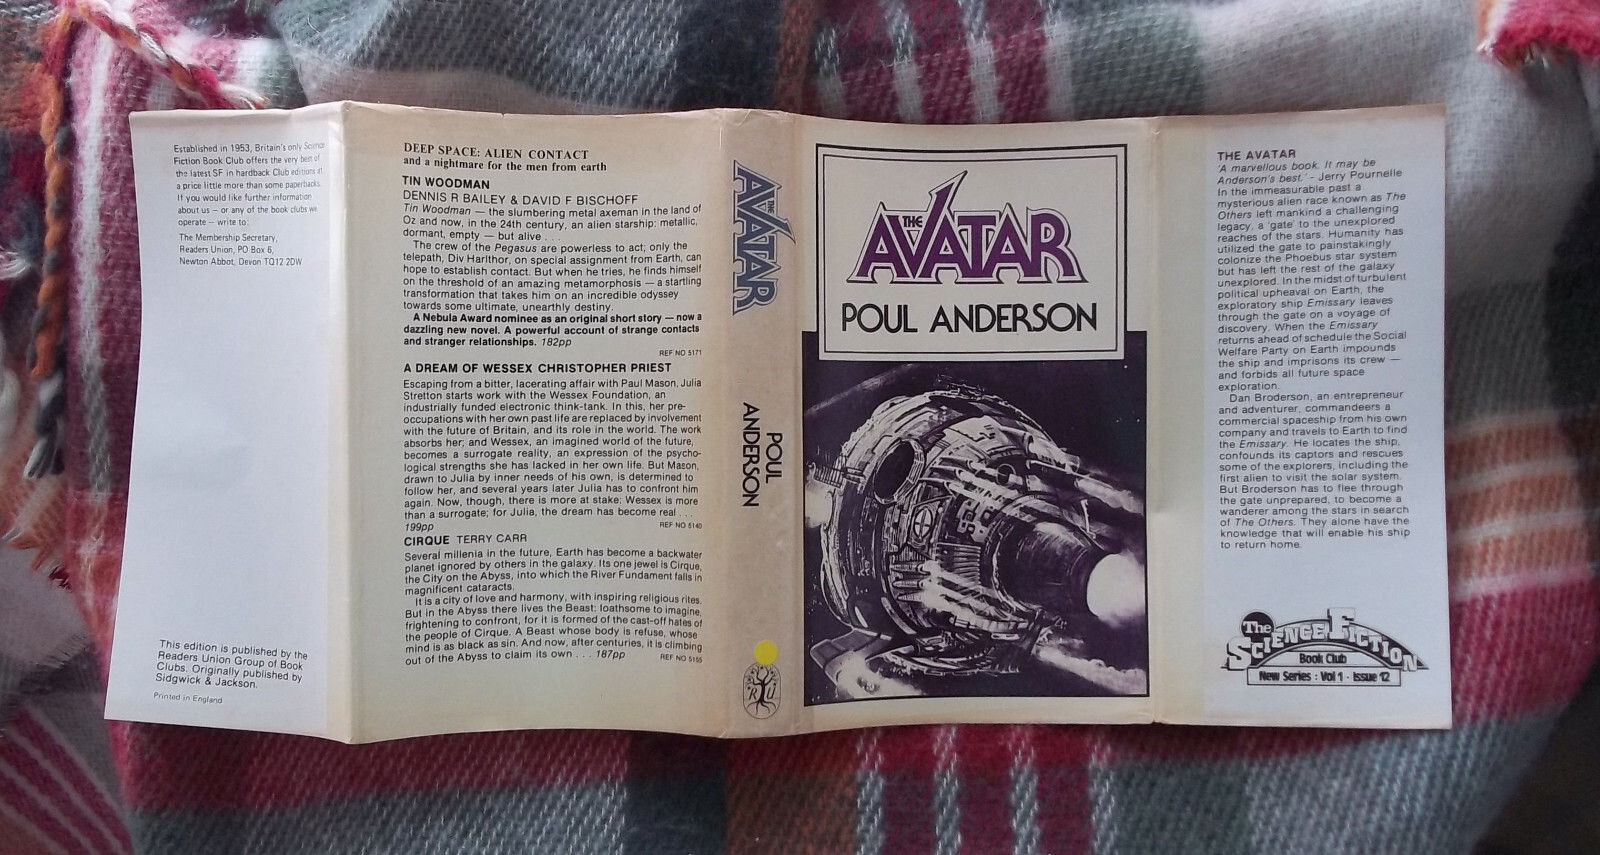 Established in 1953, Britain's only Science
Fiction Book Club offers the very best of
the latest SF in hardback Club editions at
a price little more than some paperbacks.
If you would like further information
about us – or any of the book clubs we
operate – write to:
The Membership Secretary,
Readers Union, PO Box 6,
Newton Abbot, Devon TQ12 2DW
This edition is published by the
Readers Union Group of Book
Clubs. Originally published by
Sidgwick & Jackson.
Printed in England
DEEP SPACE: ALIEN CONTACT
and a nightmare for the men from earth
TIN WOODMAN
DENNIS R BAILEY & DAVID F BISCHOFF
Tin Woodman — the slumbering metal axeman in the land of
Oz and now, in the 24th century, an alien starship: metallic,
dormant, empty — but alive . . .
The crew of the Pegasus are powerless to act; only the
telepath, Div Harlthor, on special assignment from Earth, can
hope to establish contact. But when he tries, he finds himself
on the threshold of an amazing metamorphosis — a startling
transformation that takes him on an incredible odyssey
towards some ultimate, unearthly destiny.
A Nebula Award nominee as an original short story — now a
dazzling new novel. A powerful account of strange contacts
and stranger relationships. 182pp
REF NO 5171
A DREAM OF WESSEX CHRISTOPHER PRIEST
Escaping from a bitter, lacerating affair with Paul Mason, Julia
Stretton starts work with the Wessex Foundation, an
industrially funded electronic think-tank. In this, her pre-
occupations with her own past life are replaced by involvement
with the future of Britain, and its role in the world. The work
absorbs her; and Wessex, an imagined world of the future,
becomes a surrogate reality, an expression of the psycho-
logical strengths she has lacked in her own life. But Mason,
drawn to Julia by inner needs of his own, is determined to
follow her, and several years later Julia has to confront him
again. Now, though, there is more at stake; Wessex is more
than a surrogate; for Julia, the dream has become real . . .
199pp
REF NO 5140
CIRQUE TERRY CARR
Several millenia in the future, Earth has become a backwater
planet ignored by others in the galaxy. Its one jewel is Cirque,
the City on the Abyss, into which the River Fundament falls in
magnificent cataracts.
It is a city of love and harmony, with inspiring religious rites.
But in the Abyss there lives the Beast: loathsome to imagine,
frightening to confront, for it is formed of the cast-off hates of
the people of Cirque. A Beast whose body is refuse, whose
mind is as black as sin. And now, after centuries, it is climbing
out of the Abyss to claim its own . . . 187pp
REF NO 5155
THE AVATAR
POUL
ANDERSON
RU
THE
AVATAR
POUL ANDERSON
THE AVATAR
'A marvellous book. It may be
Anderson's best.' - Jerry Pournelle
In the immeasurable past a
mysterious alien race known as The
Others left mankind a challenging
legacy, a 'gate' to the unexplored
reaches of the stars. Humanity has
utilized the gate to painstakingly
colonize the Phoebus star system
but has left the rest of the galaxy
unexplored. In the midst of turbulent
political upheaval on Earth, the
exploratory ship Emissary leaves
through the gate on a voyage of
discovery. When the Emissary
returns ahead of schedule the Social
Welfare Party on Earth impounds
the ship and imprisons its crew —
and forbids all future space
exploration.
Dan Broderson, an entrepreneur
and adventurer, commandeers a
commercial spaceship from his own
company and travels to Earth to find
the Emissary. He locates the ship,
confounds its captors and rescues
some of the explorers, including the
first alien to visit the solar system.
But Broderson has to flee through
the gate unprepared, to become a
wanderer among the stars in search
of The Others. They alone have the
knowledge that will enable his ship
to return home.
The
SCIENCE FICTION
Book Club
New Series : Vol 1 - Issue 12